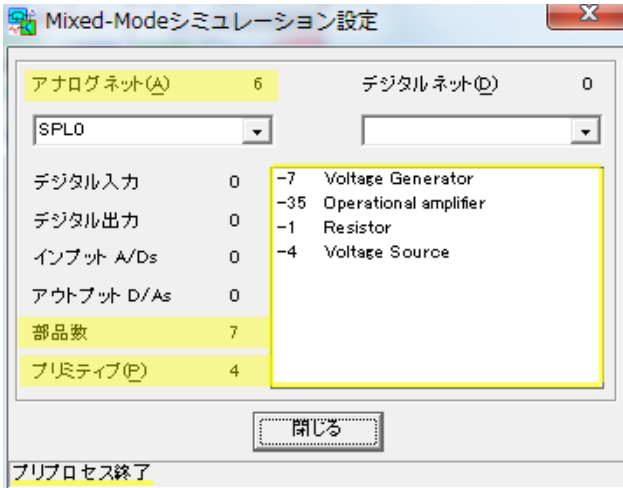 Mixed-Modeシミュレーション設定
アナログネット(A) 6 デジタルネット(D) 0
SPL0
デジタル入力 0
デジタル出力 0
インプット A/Ds 0
アウトプット D/As 0
部品数 7
プリミティブ(P) 4
-7 Voltage Generator
-35 Operational amplifier
-1 Resistor
-4 Voltage Source
閉じる
プリプロセス終了